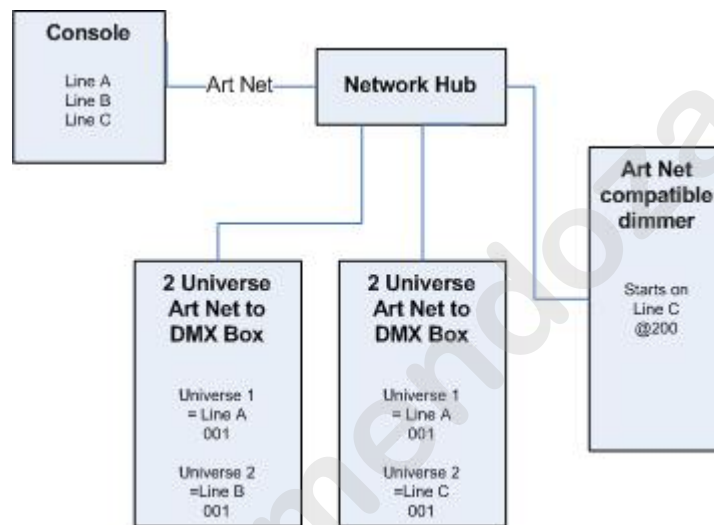 Console
Line A
Line B
Line C
Art Net
Network Hub
Art Net
compatible
dimmer
Starts on
Line C
@200
2 Universe
Art Net to
DMX Box
Universe 1
= Line A
001
Universe 2
=Line B
001
2 Universe
Art Net to
DMX Box
Universe 1
= Line A
001
Universe 2
=Line C
001